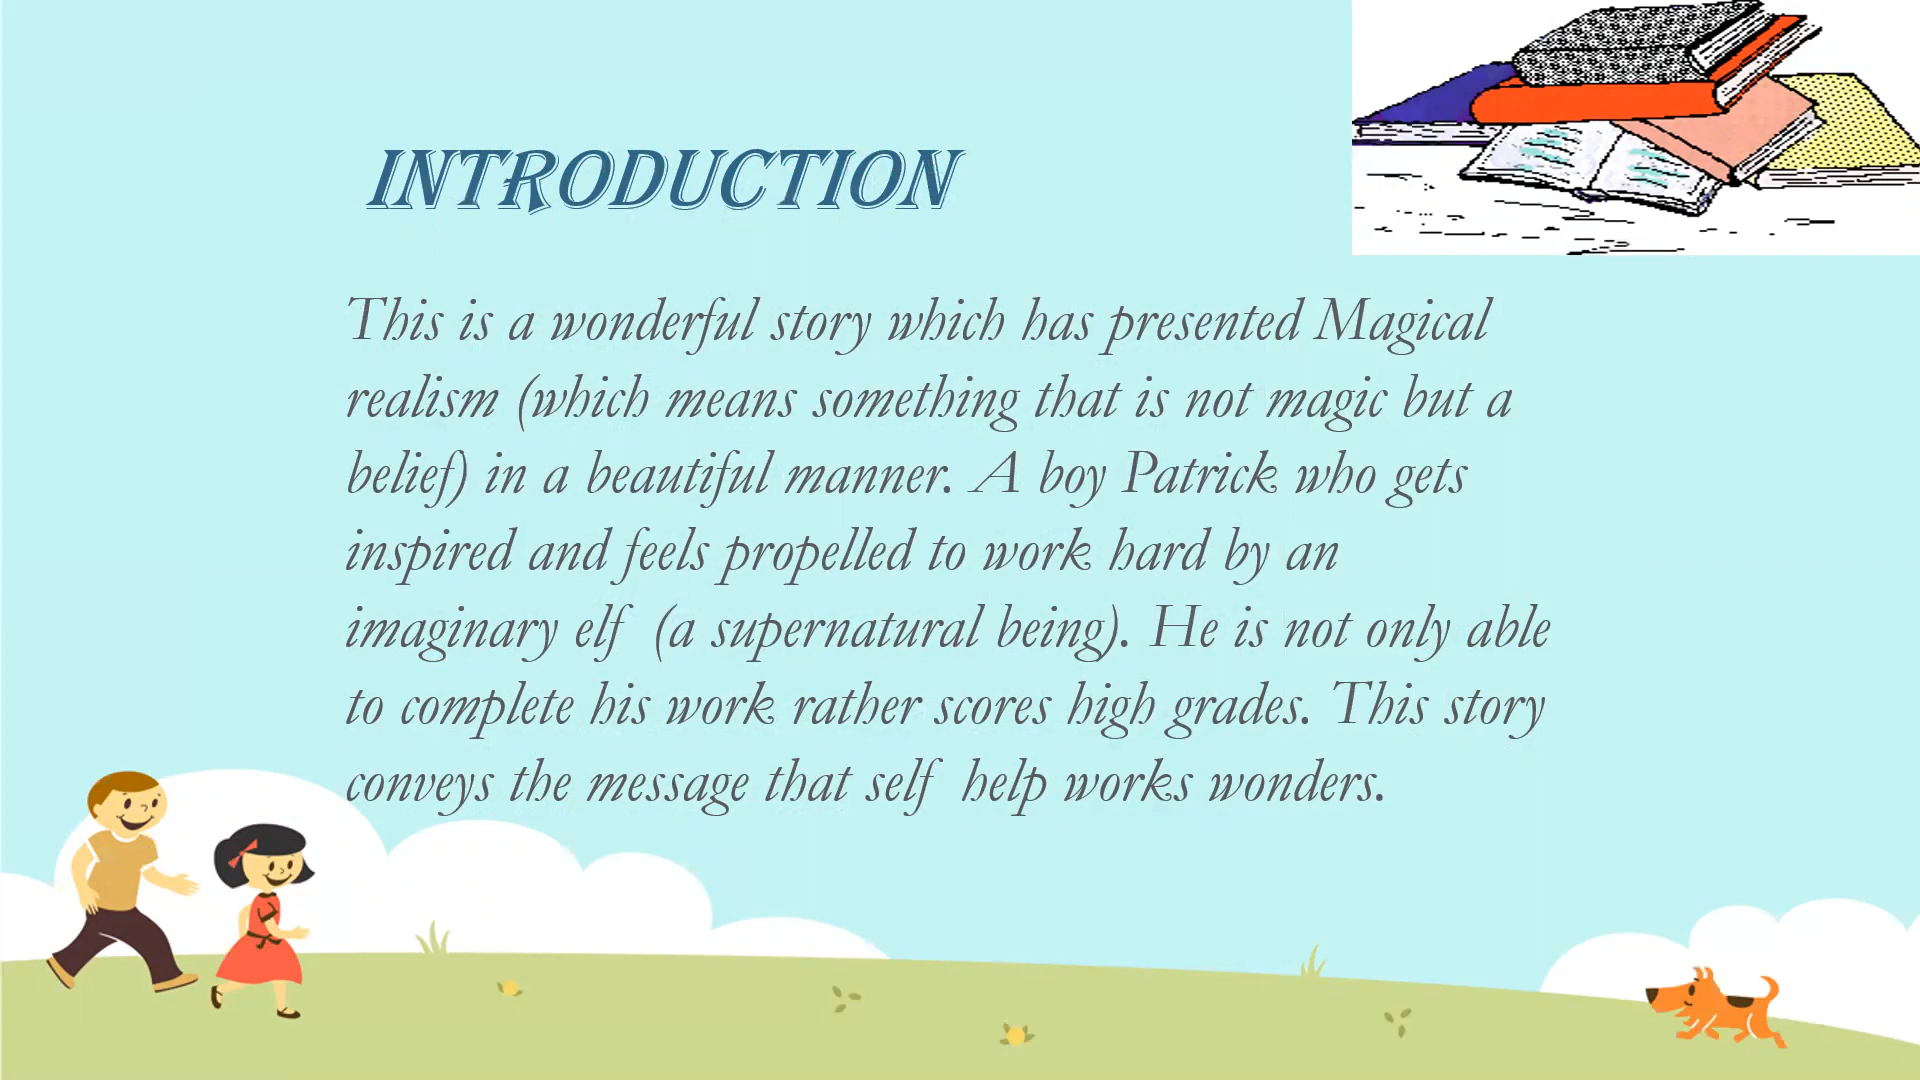 INTRODUCTION
This is a wonderful story which has presented Magical
realism (which means something that is not magic but a
belief) in a beautiful manner. A boy Patrick who gets
inspired and feels propelled to work hard by an
imaginary elf (a supernatural being). He is not only able
to complete his work rather scores high grades. This story
conveys the message that self help works wonders.